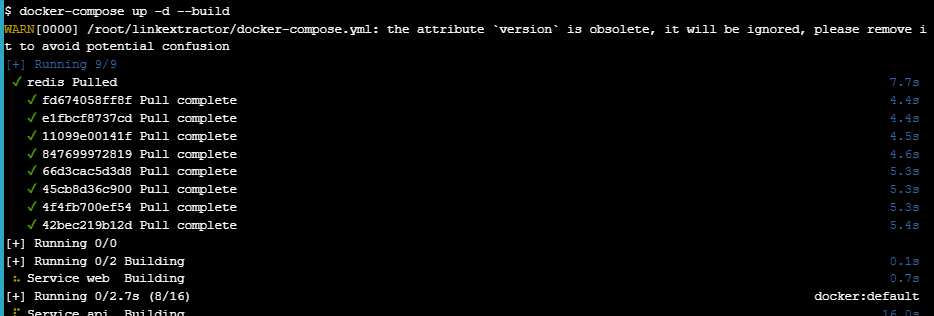 $ docker-compose up -d --build
WARN[0000] /root/linkextractor/docker-compose.yml: the attribute `version` is obsolete, it will be ignored, please remove i
t to avoid potential confusion
[+] Running 9/9
✓ redis Pulled 7.7s
✓ fd674058ff8f Pull complete 4.4s
✓ e1fbcf8737cd Pull complete 4.4s
✓ 11099e00141f Pull complete 4.5s
✓ 847699972819 Pull complete 4.6s
✓ 66d3cac5d3d8 Pull complete 5.3s
✓ 45cb8d36c900 Pull complete 5.3s
✓ 4f4fb700ef54 Pull complete 5.3s
✓ 42bec219b12d Pull complete 5.4s
[+] Running 0/0
[+] Running 0/2 Building 0.1s
Service web Building 0.7s
[+] Running 0/2.7s (8/16) docker:default
Service api Building 16.0s